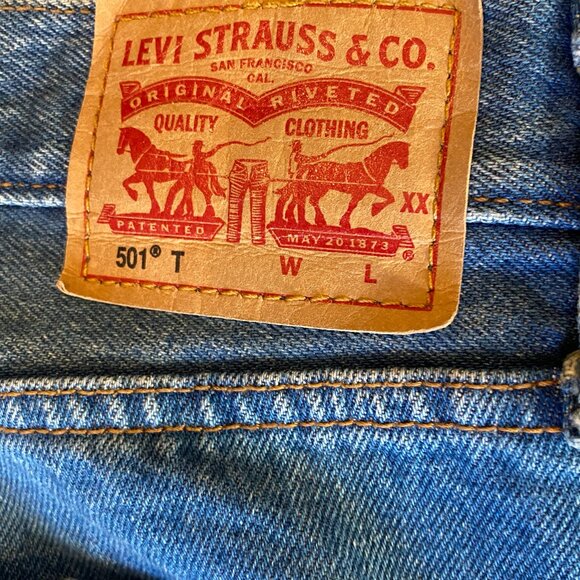 LEVI STRAUSS & CO.
SAN FRANCISCO
CAL.
ORIGINAL RIVETED
QUALITY CLOTHING
XX
PATENTED MAY 20 1873 ®
501® T W L